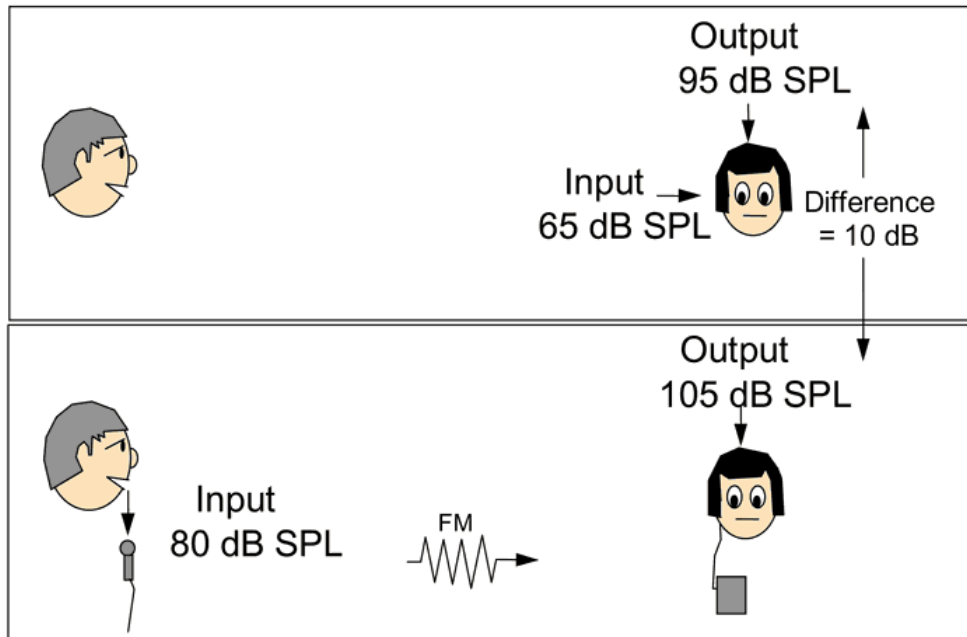 Output
95 dB SPL
Input
65 dB SPL
Difference
= 10 dB
Output
105 dB SPL
Input
80 dB SPL
FM